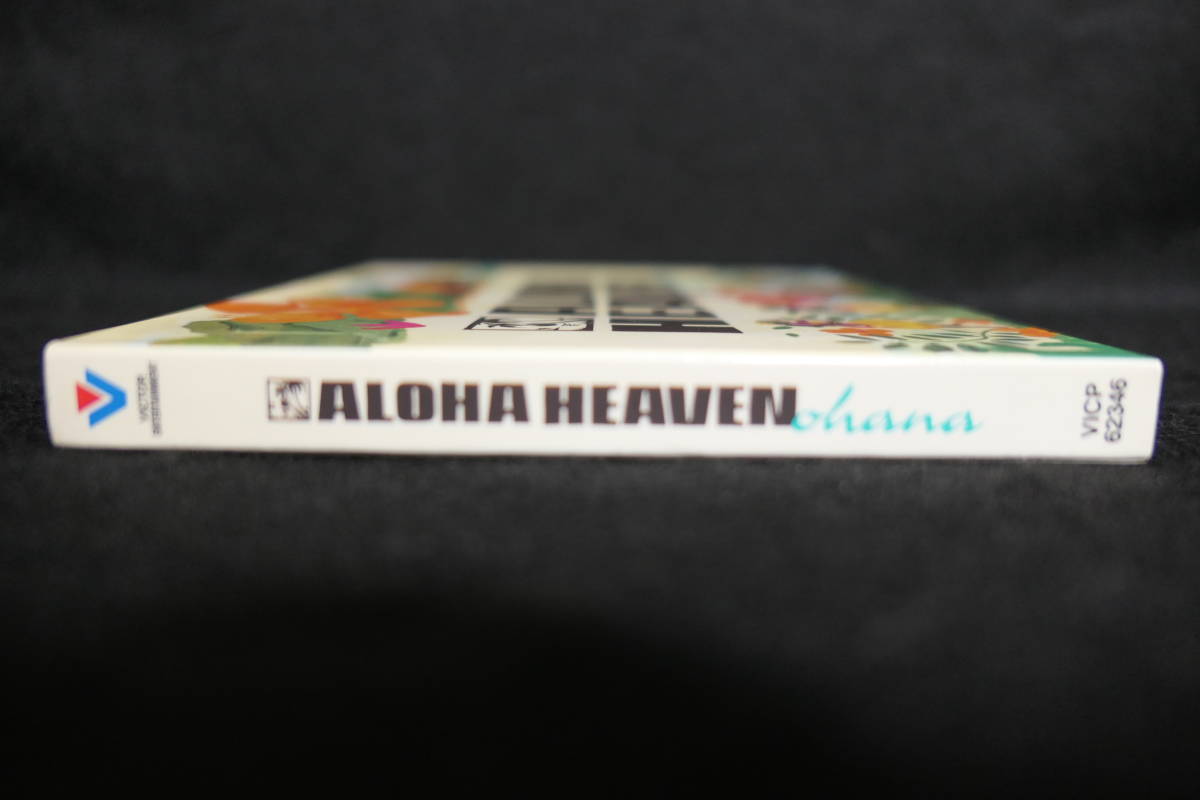 VICTOR
ENTERTAINMENT
ALOHA HEAVEN ohana
VICP
62346